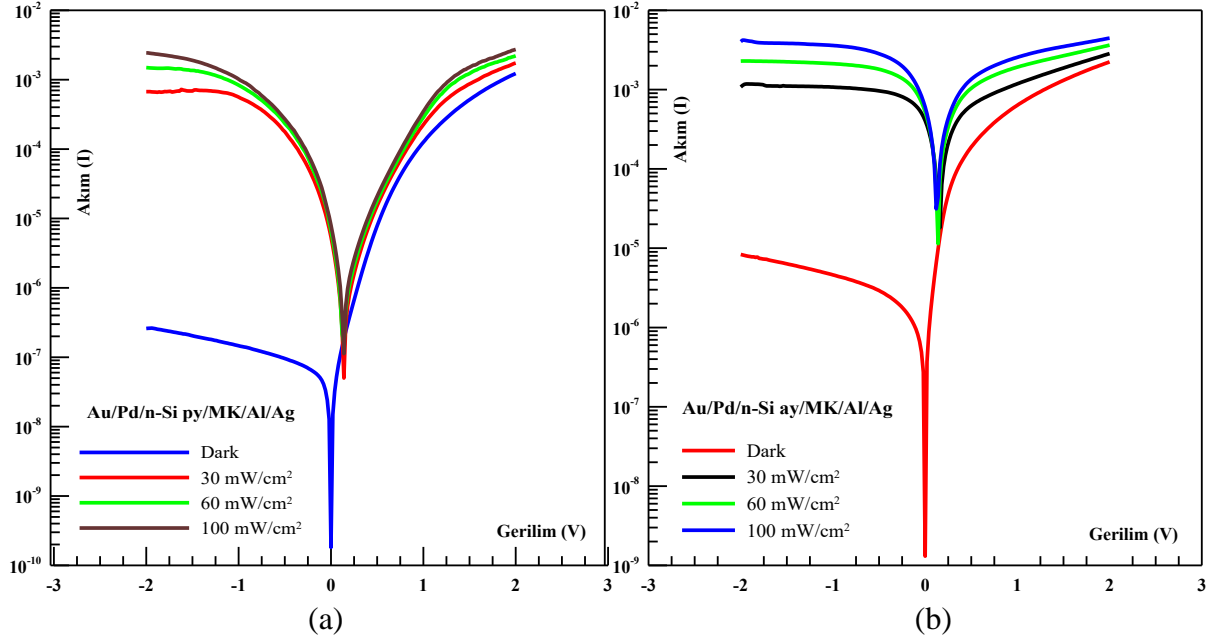 10⁻²
10⁻³
10⁻⁴
10⁻⁵
10⁻⁶
10⁻⁷
10⁻⁸
10⁻⁹
10⁻¹⁰
Akım (I)
Au/Pd/n-Si py/MK/Al/Ag
Dark
30 mW/cm²
60 mW/cm²
100 mW/cm²
Gerilim (V)
-3 -2 -1 0 1 2 3
(a)
10⁻²
10⁻³
10⁻⁴
10⁻⁵
10⁻⁶
10⁻⁷
10⁻⁸
10⁻⁹
Akım (I)
Au/Pd/n-Si ay/MK/Al/Ag
Dark
30 mW/cm²
60 mW/cm²
100 mW/cm²
Gerilim (V)
-3 -2 -1 0 1 2 3
(b)